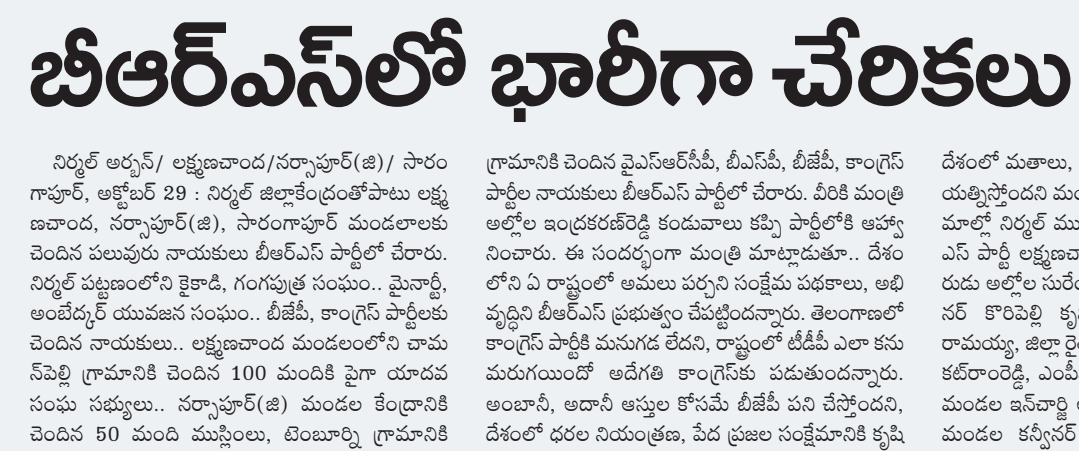 బీఆర్ఎస్‌లో భారీగా చేరికలు
నిర్మల్ అర్బన్/ లక్ష్మణచాంద/నర్సాపూర్(జి)/ సారం
గాపూర్, అక్టోబర్ 29 : నిర్మల్ జిల్లాకేంద్రంతోపాటు లక్ష్మ
ణచాంద, నర్సాపూర్(జి), సారంగాపూర్ మండలాలకు
చెందిన పలువురు నాయకులు బీఆర్ఎస్ పార్టీలో చేరారు.
నిర్మల్ పట్టణంలోని కైకాడి, గంగపుత్ర సంఘం.. మైనార్టీ,
అంబేద్కర్ యువజన సంఘం.. బీజేపీ, కాంగ్రెస్ పార్టీలకు
చెందిన నాయకులు.. లక్ష్మణచాంద మండలంలోని చామ
న్‌పెల్లి గ్రామానికి చెందిన 100 మందికి పైగా యాదవ
సంఘ సభ్యులు.. నర్సాపూర్(జి) మండల కేంద్రానికి
చెందిన 50 మంది ముస్లింలు, టెంబూర్ని గ్రామానికి
గ్రామానికి చెందిన వైఎస్ఆర్‌సీపీ, బీఎస్పీ, బీజేపీ, కాంగ్రెస్
పార్టీల నాయకులు బీఆర్ఎస్ పార్టీలో చేరారు. వీరికి మంత్రి
అల్లోల ఇంద్రకరణ్‌రెడ్డి కండువాలు కప్పి పార్టీలోకి ఆహ్వా
నించారు. ఈ సందర్భంగా మంత్రి మాట్లాడుతూ.. దేశం
లోని ఏ రాష్ట్రంలో అమలు పర్చని సంక్షేమ పథకాలు, అభి
వృద్ధిని బీఆర్ఎస్ ప్రభుత్వం చేపట్టిందన్నారు. తెలంగాణలో
కాంగ్రెస్ పార్టీకి మనుగడ లేదని, రాష్ట్రంలో టీడీపీ ఎలా కను
మరుగయిందో అదేగతి కాంగ్రెస్‌కు పడుతుందన్నారు.
అంబానీ, అదానీ ఆస్తుల కోసమే బీజేపీ పని చేస్తోందని,
దేశంలో ధరల నియంత్రణ, పేద ప్రజల సంక్షేమానికి కృషి
దేశంలో మతాలు,
యత్నిస్తోందని
మాల్లో నిర్మల్
ఎస్ పార్టీ
రుడు అల్లోల
నర్ కొరిపెల్లి
రామయ్య, జిల్లా
కట్‌రాంరెడ్డి,
మండల ఇన్‌చార్జి
మండల కన్వీనర్